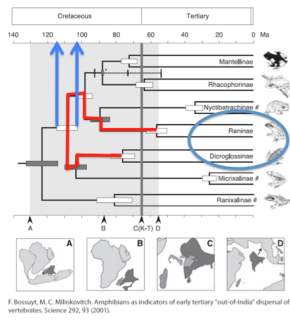 Cretaceous Tertiary
140 120 100 80 60 40 20 0 Ma
Mantellinae
Rhacophorinae
Nyctibatrachinae #
Raninae
Dicroglossinae
Micrixalinae #
Ranixalinae #
A B C(K-T) D
A B C D
F. Bossuyt, M. C. Milinkovitch. Amphibians as indicators of early tertiary "out-of-India" dispersal of
vertebrates. Science 292, 93 (2001).